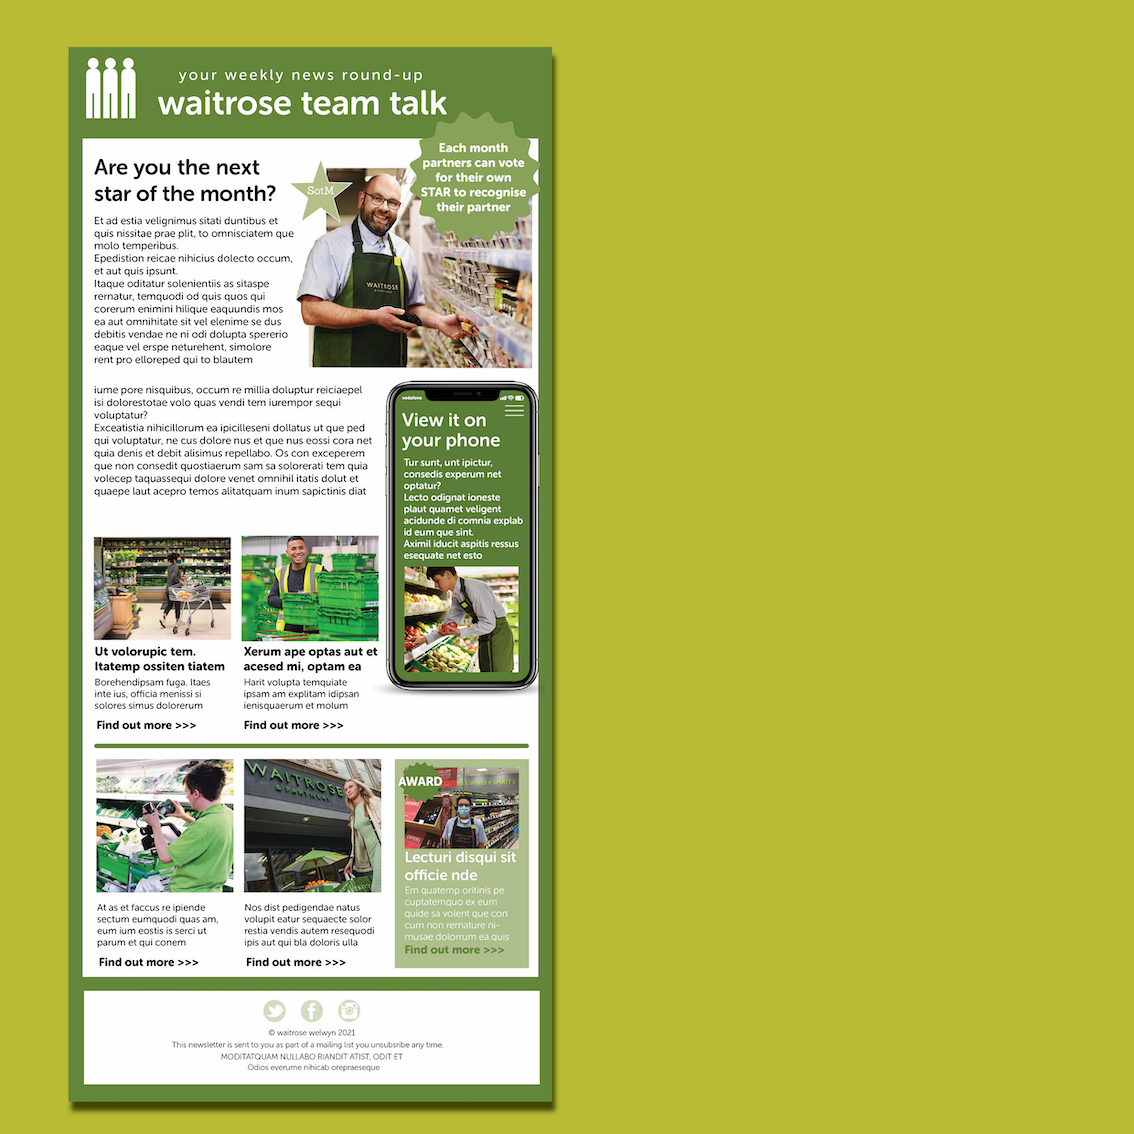 your weekly news round-up
waitrose team talk
Each month
partners can vote
for their own
STAR to recognise
their partner
Are you the next
star of the month?
SotM
WAITROSE
& PARTNERS
Et ad estia velignimus sitati duntibus et
quis nissitae prae plit, to omnisciatem que
molo temperibus.
Epedistion reicae nihicius dolecto occum,
et aut quis ipsunt.
Itaque oditatur solenientiis as sitaspe
rernatur, temquodi od quis quos qui
corerum enimini hilique eaquundis mos
ea aut omnihitate sit vel elenime se dus
debitis vendae ne ni odi dolupta spererio
eaque vel erspe neturehent, simolore
rent pro elloreped qui to blautem
iume pore nisquibus, occum re millia doluptur reiciaepel
isi dolorestotae volo quas vendi tem iurempor sequi
voluptatur?
Exceatistia nihicillorum ea ipicilleseni dollatus ut que ped
qui voluptatur, ne cus dolore nus et que nus eossi cora net
quia denis et debit alisimus repellabo. Os con exceperem
que non consedit quostiaerum sam sa solorerati tem quia
volecep taquassequi dolore venet omnihil itatis dolut et
quaepe laut acepro temos alitatquam inum sapictinis diat
vodafone
View it on
your phone
Tur sunt, unt ipictur,
consedis experum net
optatur?
Lecto odignat ioneste
plaut quamet veligent
acidunde di comnia explab
id eum que sint.
Aximil iducit aspitis ressus
esequate net esto
Ut volorupic tem.
Itatemp ossiten tiatem
Borehendipsam fuga. Itaes
inte ius, officia menissi si
solores simus dolorerum
Find out more >>>
Xerum ape optas aut et
acesed mi, optam ea
Harit volupta temquiate
ipsam am explitam idipsan
ienisquaerum et molum
Find out more >>>
WAITROSE
& PARTNERS
At as et faccus re ipiende
sectum eumquodi quas am,
eum ium eostis is serci ut
parum et qui conem
Find out more >>>
Nos dist pedigendae natus
volupit eatur sequaecte solor
restia vendis autem resequodi
ipis aut qui bla doloris ulla
Find out more >>>
AWARD
OFFERS
Lecturi disqui sit
officie nde
Em quatemp oritinis pe
cuptatemquo ex eum
quide sa volent que con
cum non rernature ni-
musae dolorrum ea quis
Find out more >>>
© waitrose welwyn 2021
This newsletter is sent to you as part of a mailing list you unsubsribe any time.
MODITATQUAM NULLABO RIANDIT ATIST, ODIT ET
Odios everume nihicab orepraeseque